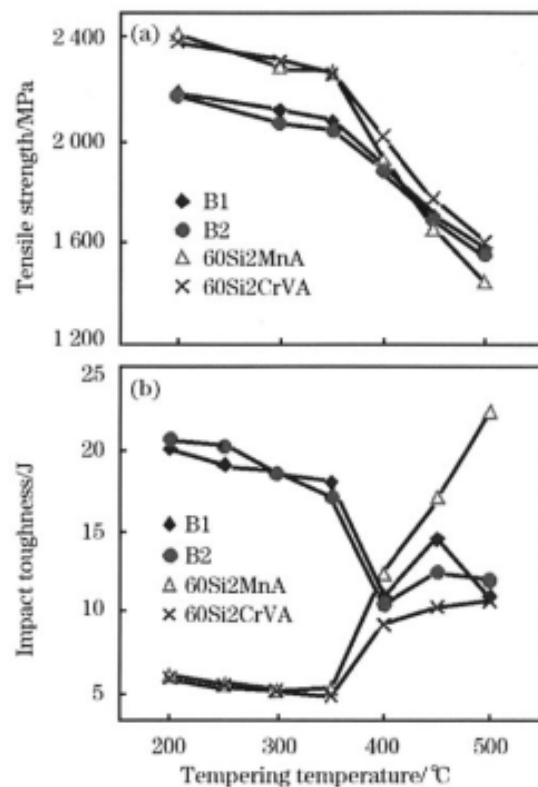 (a)
Tensile strength/MPa
2 400
2 000
1 600
1 200
B1
B2
60Si2MnA
60Si2CrVA
(b)
Impact toughness/J
25
20
15
10
5
B1
B2
60Si2MnA
60Si2CrVA
200 300 400 500
Tempering temperature/℃